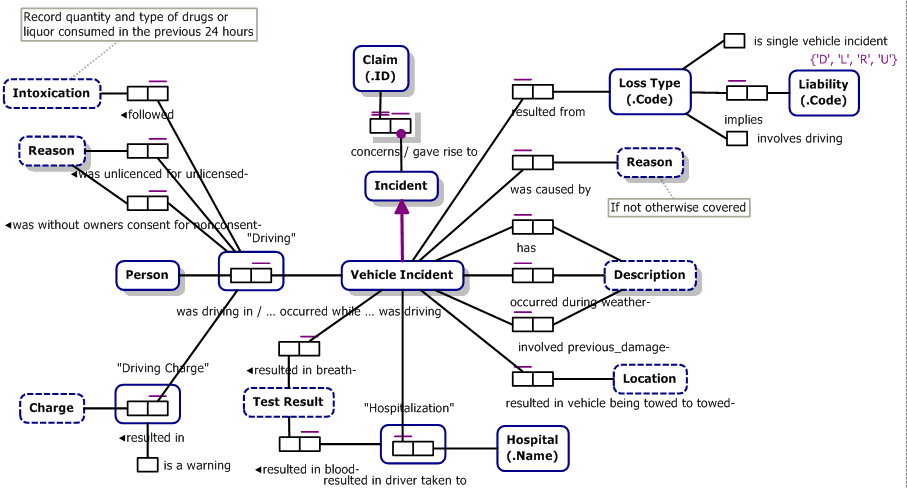 Record quantity and type of drugs or
liquor consumed in the previous 24 hours
Claim
(.ID)
is single vehicle incident
{'D', 'L', 'R', 'U'}
Intoxication
Loss Type
(.Code)
Liability
(.Code)
◄followed
resulted from
implies
involves driving
Reason
concerns / gave rise to
Reason
◄was unlicenced for unlicensed-
Incident
was caused by
If not otherwise covered
◄was without owners consent for nonconsent-
"Driving"
has
Person
Vehicle Incident
Description
was driving in / ... occurred while ... was driving
occurred during weather-
involved previous_damage-
"Driving Charge"
◄resulted in breath-
Location
Charge
Test Result
"Hospitalization"
resulted in vehicle being towed to towed-
◄resulted in
Hospital
(.Name)
is a warning
◄resulted in blood-
resulted in driver taken to